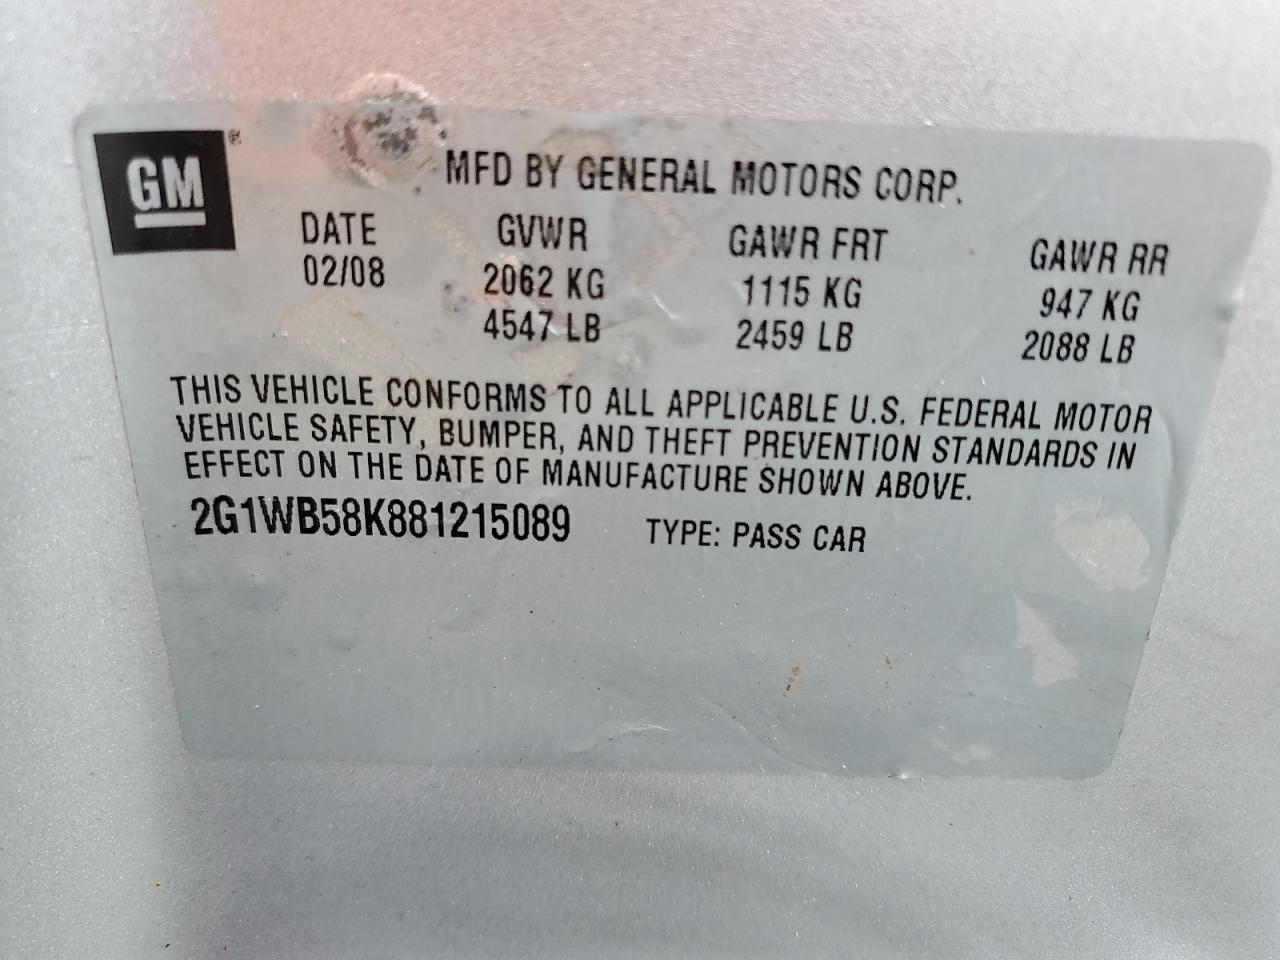 GM®
MFD BY GENERAL MOTORS CORP.
DATE GVWR GAWR FRT GAWR RR
02/08 2062 KG 1115 KG 947 KG
4547 LB 2459 LB 2088 LB
THIS VEHICLE CONFORMS TO ALL APPLICABLE U.S. FEDERAL MOTOR
VEHICLE SAFETY, BUMPER, AND THEFT PREVENTION STANDARDS IN
EFFECT ON THE DATE OF MANUFACTURE SHOWN ABOVE.
2G1WB58K881215089 TYPE: PASS CAR